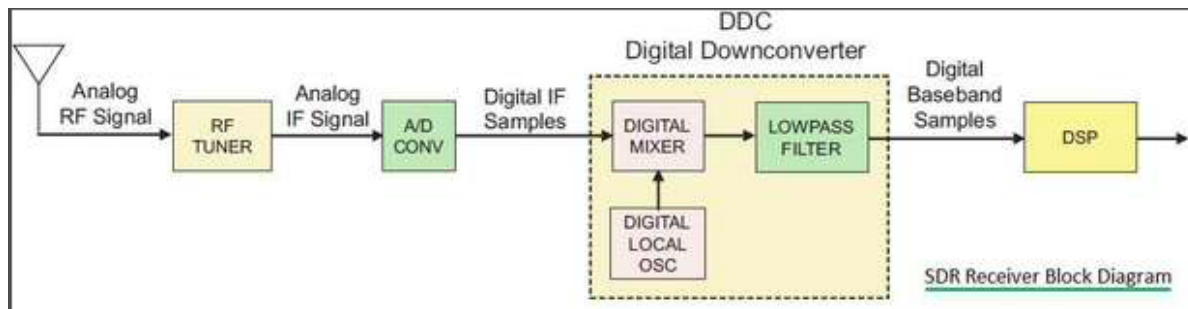 DDC
Digital Downconverter
Analog
RF Signal
RF
TUNER
Analog
IF Signal
A/D
CONV
Digital IF
Samples
DIGITAL
MIXER
LOWPASS
FILTER
DIGITAL
LOCAL
OSC
Digital
Baseband
Samples
DSP
SDR Receiver Block Diagram